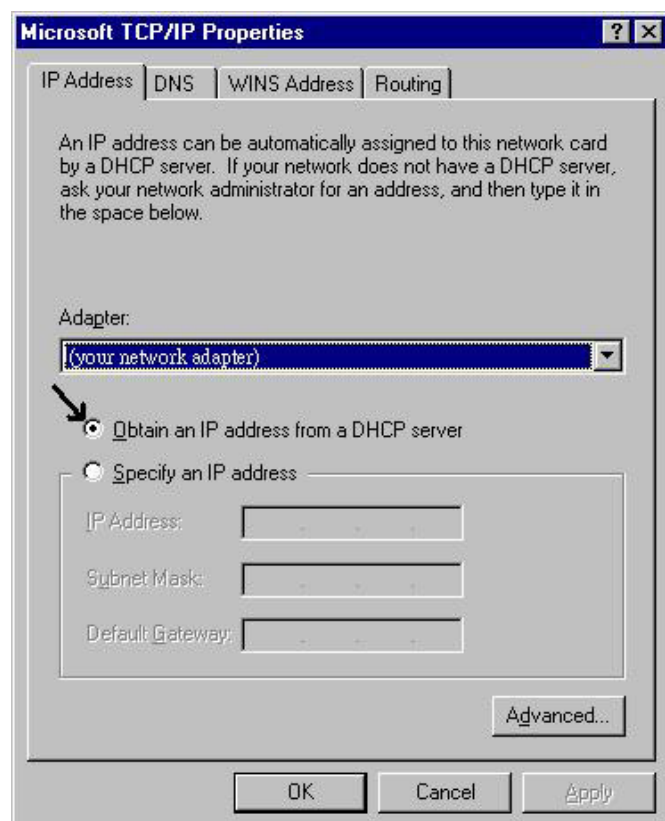 Microsoft TCP/IP Properties
IP Address DNS WINS Address Routing
An IP address can be automatically assigned to this network card
by a DHCP server. If your network does not have a DHCP server,
ask your network administrator for an address, and then type it in
the space below.
Adapter:
(your network adapter)
Obtain an IP address from a DHCP server
Specify an IP address
IP Address:
Subnet Mask:
Default Gateway:
Advanced...
OK Cancel Apply